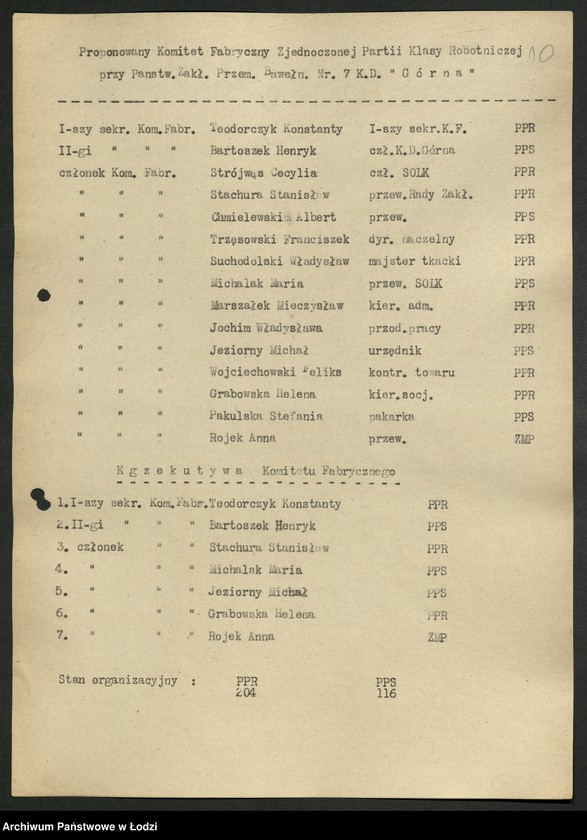 Proponowany Komitet Fabryczny Zjednoczonej Partii Klasy Robotniczej 10
przy Państw.Zakł. Przem. Bawełn. Nr. 7 K.D. " G ó r n a "
I-szy sekr. Kom.Fabr. Teodorczyk Konstanty I-szy sekr.K.F. PPR
II-gi " " " Bartoszek Henryk czł.K.D.Górna PPS
członek Kom. Fabr. Strójwąs Cecylia czł. SOLK PPR
" " " Stachura Stanisław przew.Rady Zakł. PPR
" " " Chmielewski Albert przew. PPS
" " " Trzęsowski Franciszek dyr. naczelny PPR
" " " Suchodolski Władysław majster tkacki PPR
" " " Michalak Maria przew. SOLK PPS
" " " Marszałek Mieczysław kier. adm. PPR
" " " Jochim Władysława przod.pracy PPR
" " " Jeziorny Michał urzędnik PPS
" " " Wojciechowski Feliks kontr. towaru PPR
" " " Grabowska Helena kier.socj. PPR
" " " Pakulska Stefania pakarka PPS
" " " Rojek Anna przew. ZMP
E g z e k u t y w a Komitetu Fabrycznego
1.I-szy sekr. Kom.Fabr.Teodorczyk Konstanty PPR
2.II-gi " " " Bartoszek Henryk PPS
3. członek " " Stachura Stanisław PPR
4. " " " Michalak Maria PPS
5. " " " Jeziorny Michał PPS
6. " " " Grabowska Helena PPR
7. " " " Rojek Anna ZMP
Stan organizacyjny : PPR PPS
204 116
Archiwum Państwowe w Łodzi